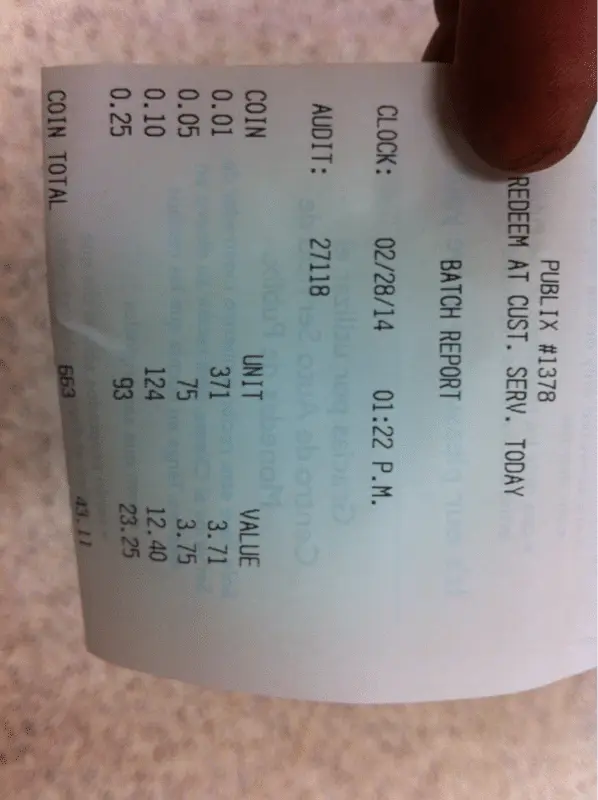 PUBLIX #1378
REDEEM AT CUST. SERV. TODAY
BATCH REPORT
CLOCK: 02/28/14 01:22 P.M.
AUDIT: 27118
COIN UNIT VALUE
0.01 371 3.71
0.05 75 3.75
0.10 124 12.40
0.25 93 23.25
COIN TOTAL 663 43.11